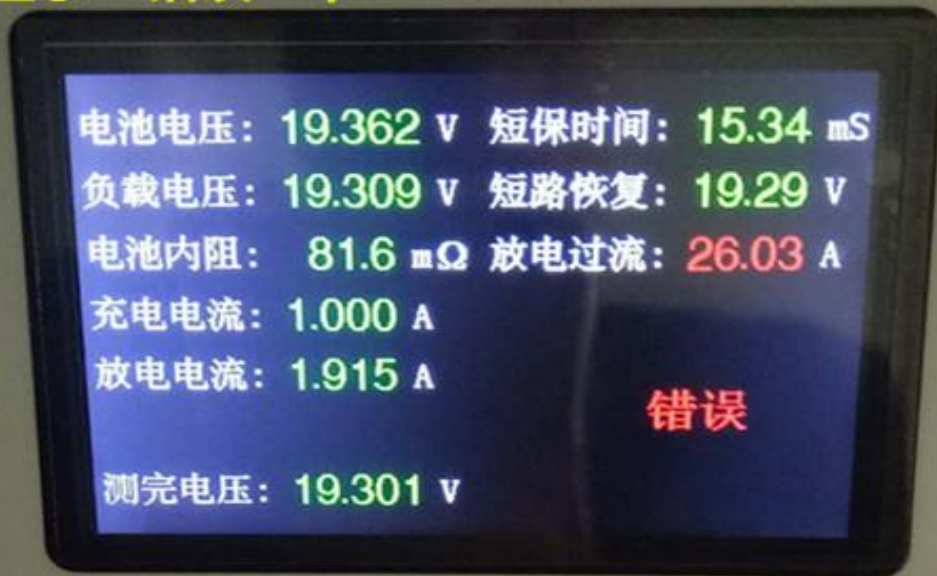 电池电压: 19.362 V 短保时间: 15.34 mS
负载电压: 19.309 V 短路恢复: 19.29 V
电池内阻: 81.6 mΩ 放电过流: 26.03 A
充电电流: 1.000 A
放电电流: 1.915 A
错误
测完电压: 19.301 V